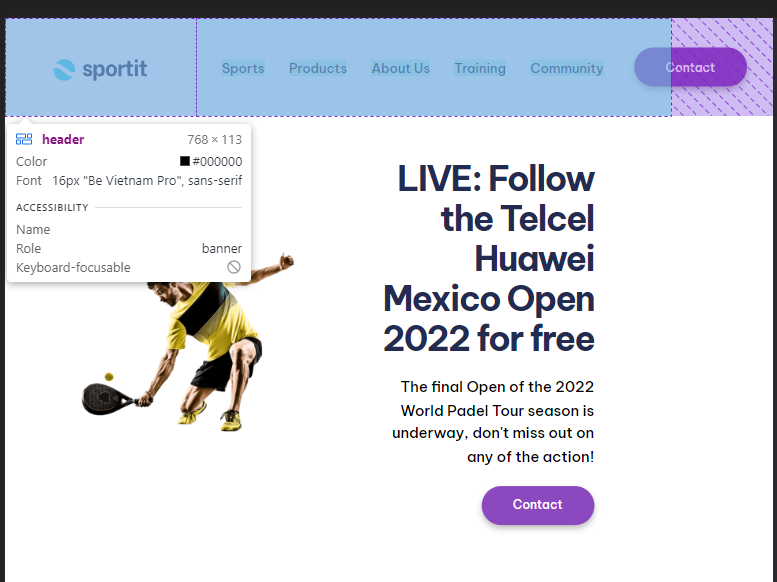 sportit
Sports Products About Us Training Community Contact
header 768 × 113
Color #000000
Font 16px "Be Vietnam Pro", sans-serif
ACCESSIBILITY
Name
Role banner
Keyboard-focusable
LIVE: Follow
the Telcel
Huawei
Mexico Open
2022 for free
The final Open of the 2022
World Padel Tour season is
underway, don't miss out on
any of the action!
Contact